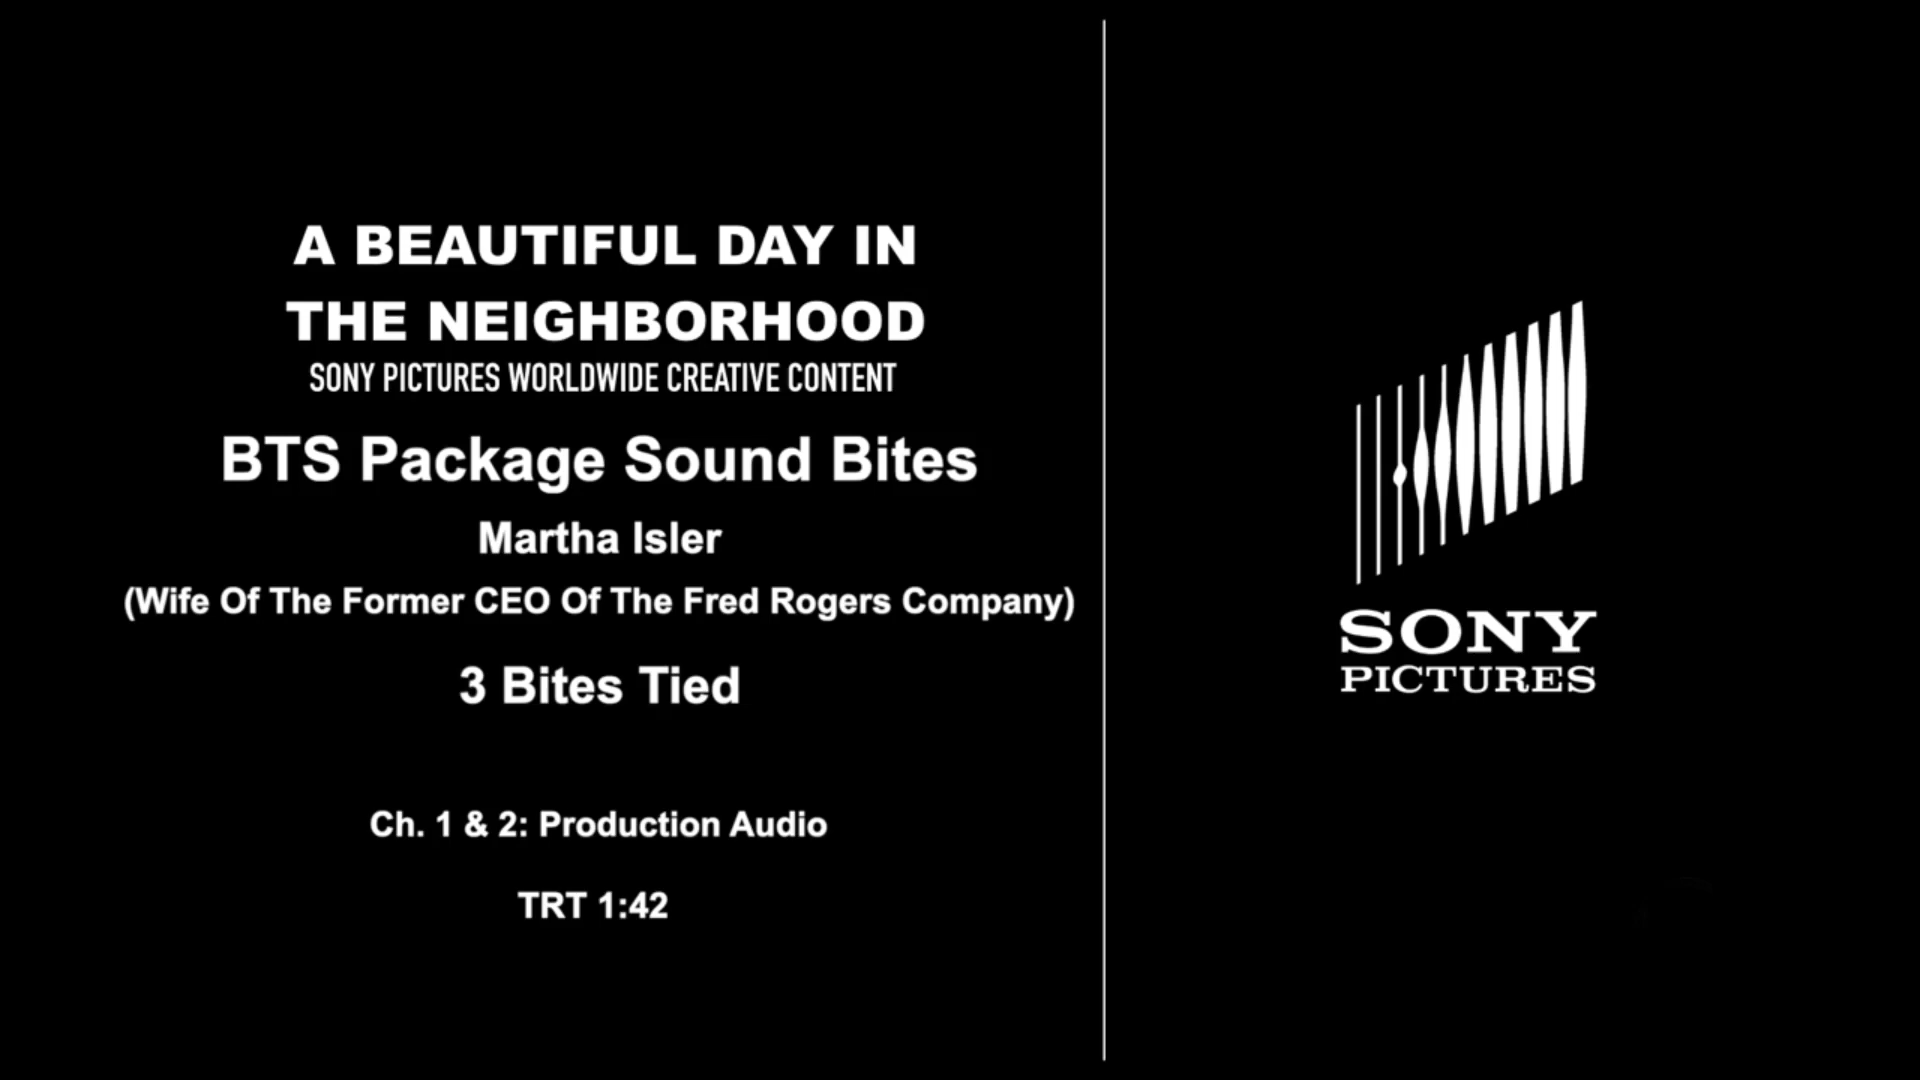 A BEAUTIFUL DAY IN
THE NEIGHBORHOOD
SONY PICTURES WORLDWIDE CREATIVE CONTENT
BTS Package Sound Bites
Martha Isler
(Wife Of The Former CEO Of The Fred Rogers Company)
3 Bites Tied
Ch. 1 & 2: Production Audio
TRT 1:42
SONY
PICTURES